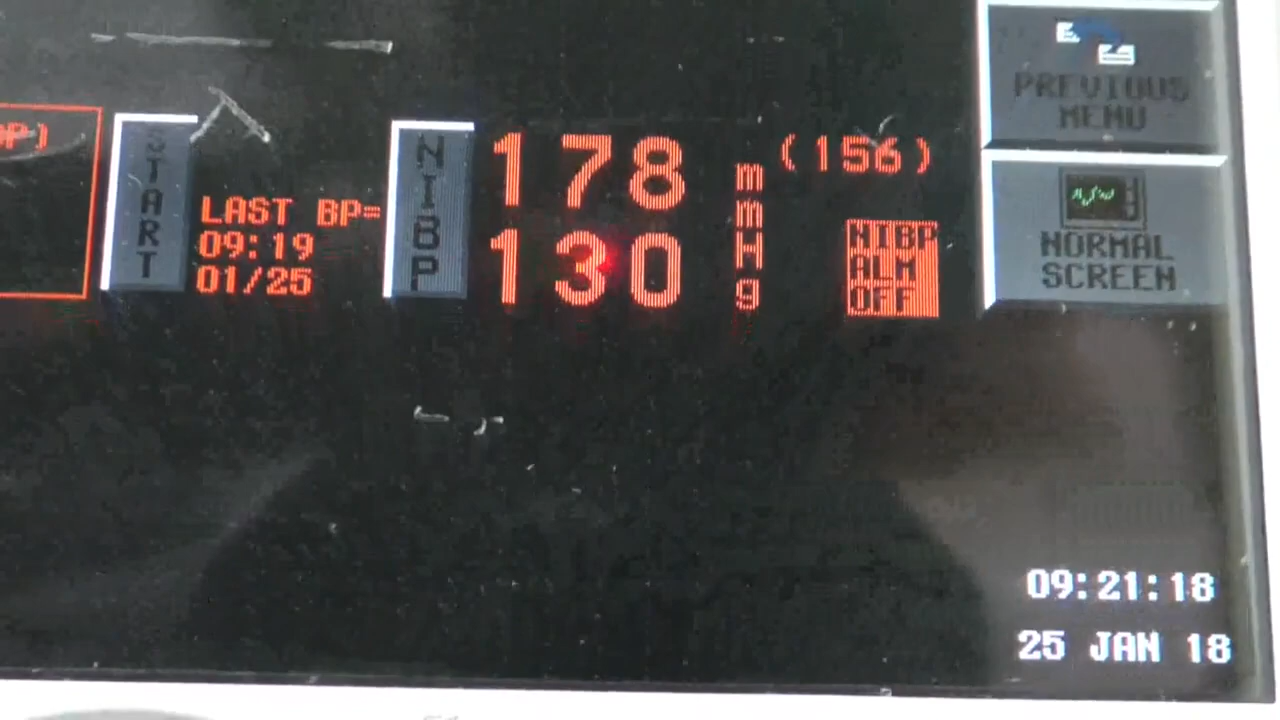 PREVIOUS
MENU
START
LAST BP=
09:19
01/25
NIBP
178
130
mmHg
(156)
NIBP
ALM
OFF
NORMAL
SCREEN
09:21:18
25 JAN 18